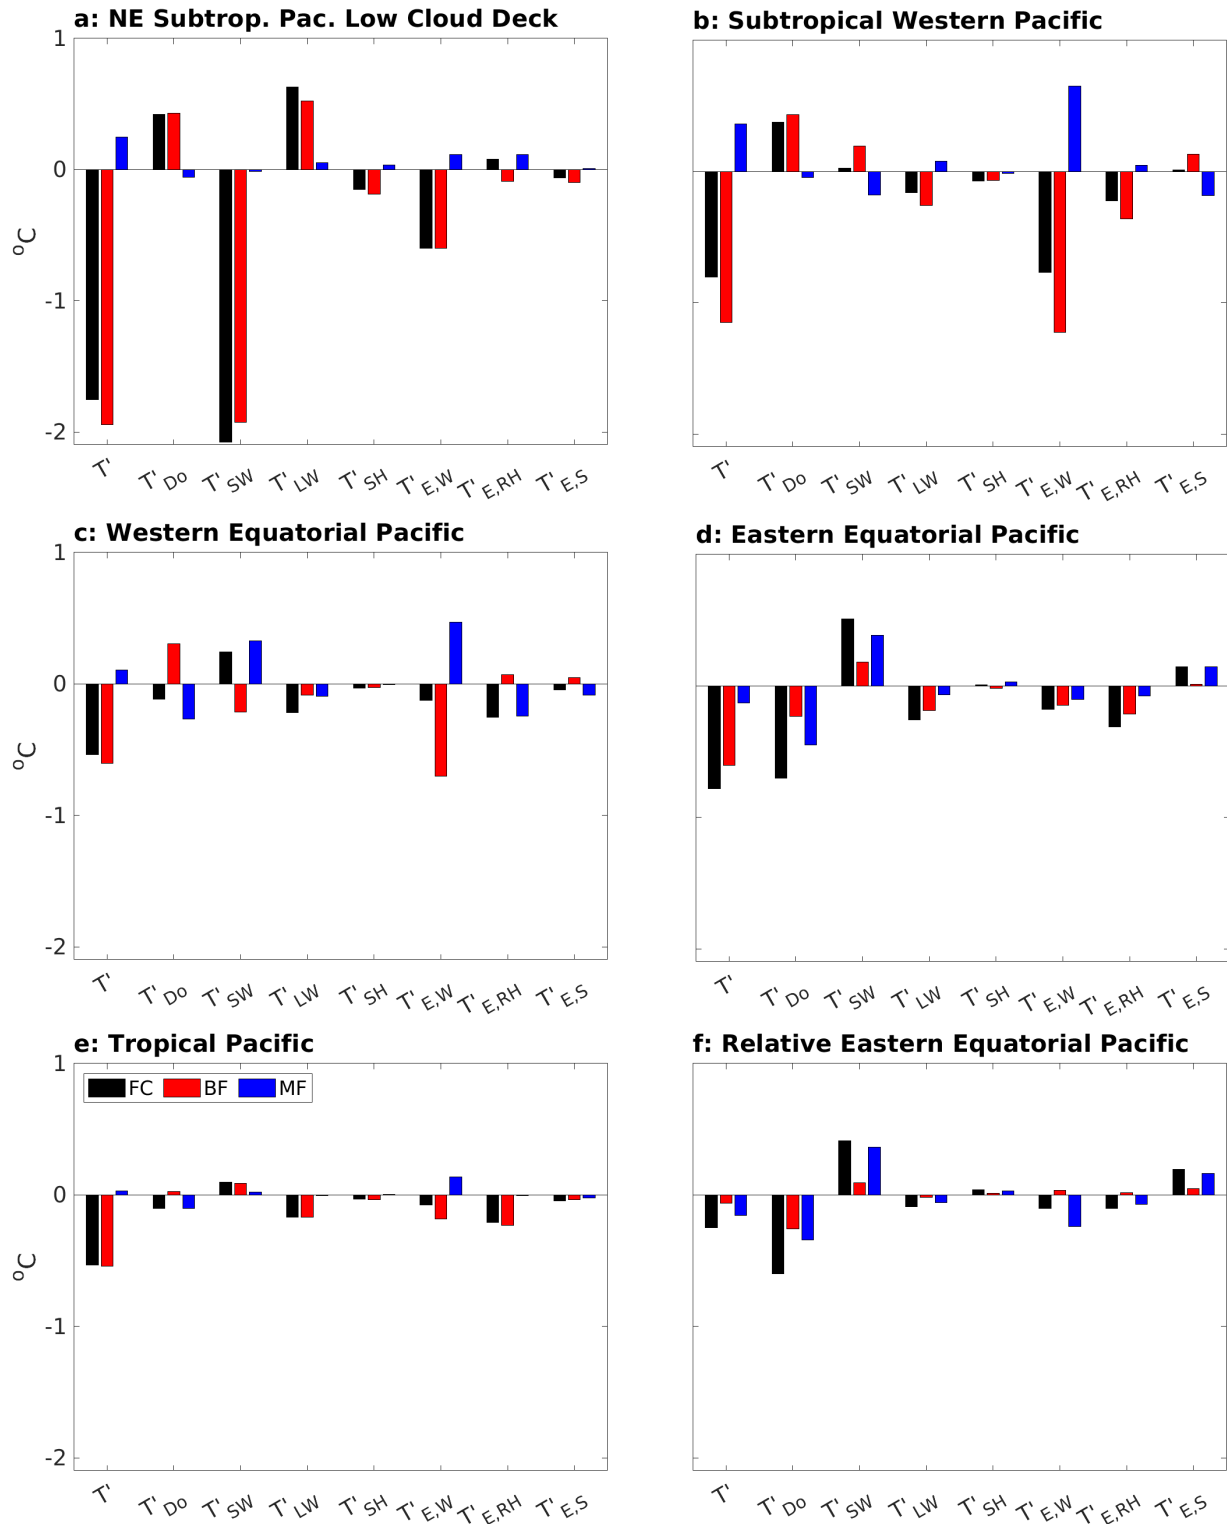 a: NE Subtrop. Pac. Low Cloud Deck
b: Subtropical Western Pacific
1
0
-1
-2
°C
T' T'Do T'SW T'LW T'SH T'E,W T'E,RH T'E,S
T' T'Do T'SW T'LW T'SH T'E,W T'E,RH T'E,S
c: Western Equatorial Pacific
d: Eastern Equatorial Pacific
1
0
-1
-2
°C
T' T'Do T'SW T'LW T'SH T'E,W T'E,RH T'E,S
T' T'Do T'SW T'LW T'SH T'E,W T'E,RH T'E,S
e: Tropical Pacific
f: Relative Eastern Equatorial Pacific
FC BF MF
1
0
-1
-2
°C
T' T'Do T'SW T'LW T'SH T'E,W T'E,RH T'E,S
T' T'Do T'SW T'LW T'SH T'E,W T'E,RH T'E,S